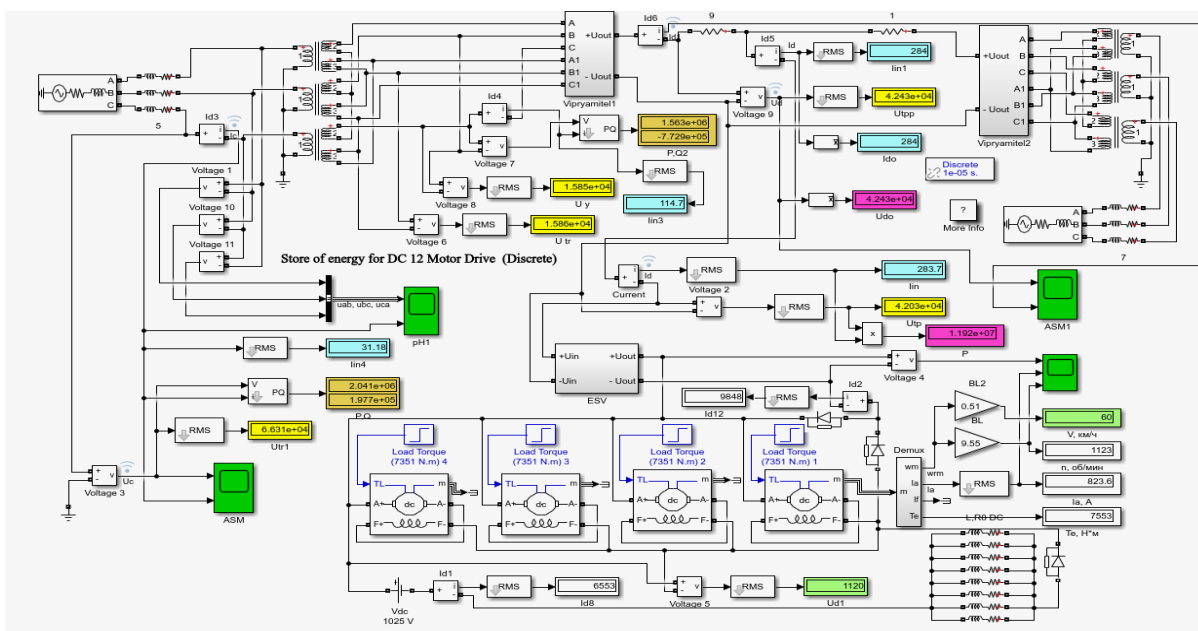 A
B
C
A1
B1
C1
+Uout
- Uout
Vipryamitel1
Id6
9
1
Id5
Id
RMS
284
Iin1
+Uout
- Uout
A
B
C
A1
B1
C1
Vipryamitel2
A
B
C
5
Id3
Ic
Id4
V
I
PQ
1.563e+06
-7.729e+05
P,Q2
Voltage 7
Voltage 9
Ud
RMS
4.243e+04
Utpp
284
Ido
Discrete
1e-05 s.
Voltage 1
Voltage 10
Voltage 11
Voltage 8
RMS
1.585e+04
U y
RMS
114.7
Iin3
4.243e+04
Udo
?
More Info
A
B
C
7
Voltage 6
RMS
1.586e+04
U tr
Store of energy for DC 12 Motor Drive (Discrete)
uab, ubc, uca
pH1
Current
Id
RMS
Voltage 2
283.7
Iin
RMS
4.203e+04
Utp
x
1.192e+07
P
ASM1
RMS
31.18
Iin4
+Uin
-Uin
+Uout
- Uout
ESV
Voltage 4
9848
RMS
Id2
Id12
V
I
PQ
2.041e+06
1.977e+05
P,Q
RMS
6.631e+04
Utr1
BL2
0.51
BL
9.55
60
V, км/ч
1123
n, об/мин
Load Torque
(7351 N.m) 4
Load Torque
(7351 N.m) 3
Load Torque
(7351 N.m) 2
Load Torque
(7351 N.m) 1
Demux
m
wm
Ia
If
Te
wrm
Ia
RMS
823.6
Ia, A
7553
Te, Н*м
L,R8 DC
Voltage 3
Uc
ASM
TL
m
A+
dc
A-
F+
F-
TL
m
A+
dc
A-
F+
F-
TL
m
A+
dc
A-
F+
F-
TL
m
A+
dc
A-
F+
F-
Vdc
1025 V
Id1
RMS
6553
Id8
Voltage 5
RMS
1120
Ud1